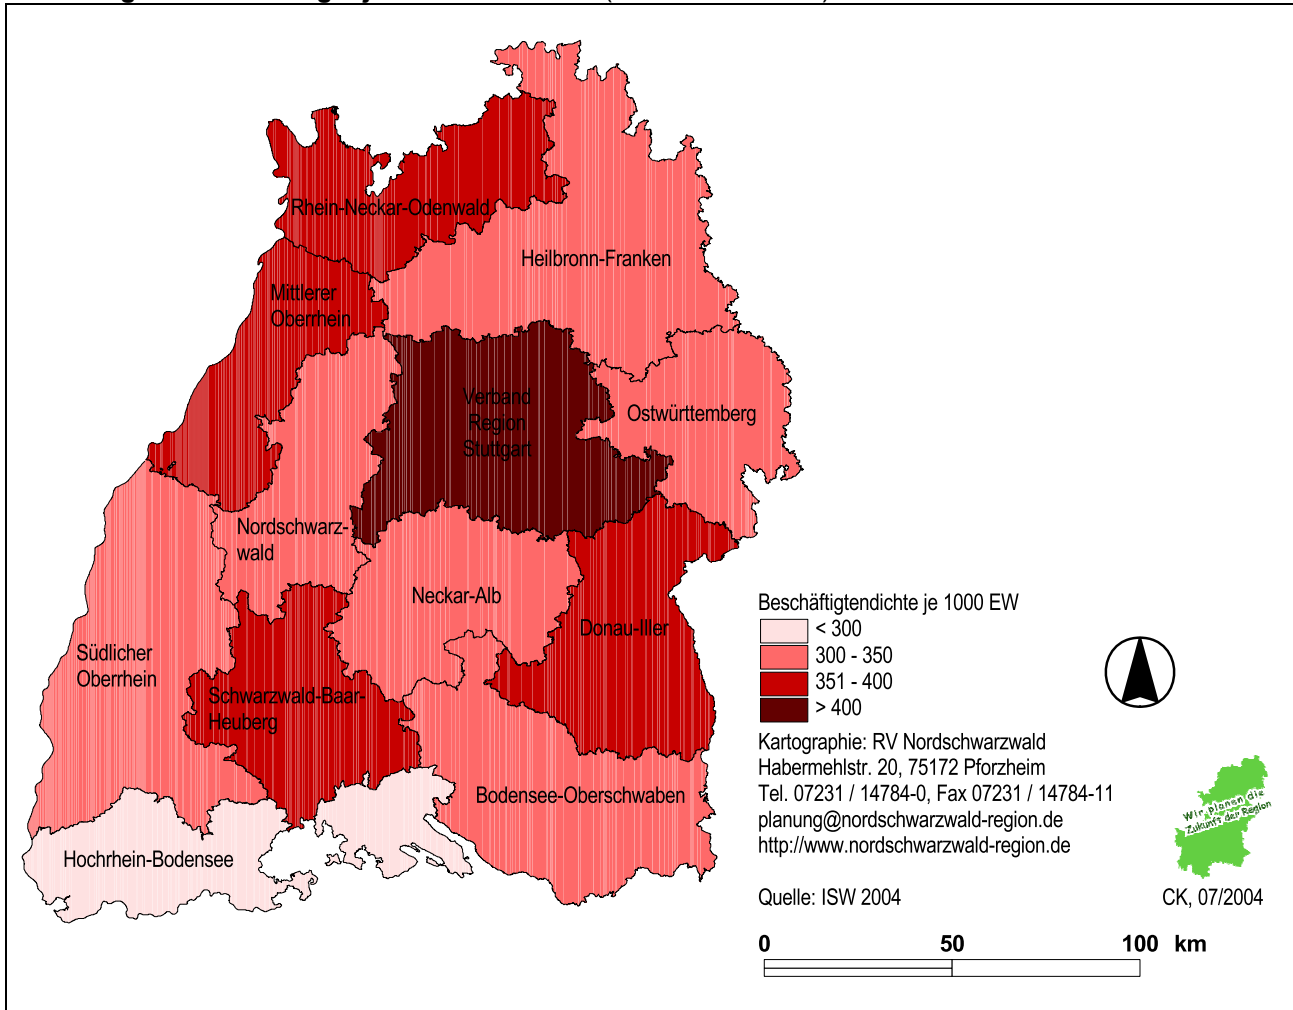 Rhein-Neckar-Odenwald
Heilbronn-Franken
Mittlerer
Oberrhein
Verband
Region
Stuttgart
Ostwürttemberg
Nordschwarz-
wald
Neckar-Alb
Donau-Iller
Südlicher
Oberrhein
Schwarzwald-Baar-
Heuberg
Bodensee-Oberschwaben
Hochrhein-Bodensee
Beschäftigtendichte je 1000 EW
< 300
300 - 350
351 - 400
> 400
Kartographie: RV Nordschwarzwald
Habermehlstr. 20, 75172 Pforzheim
Tel. 07231 / 14784-0, Fax 07231 / 14784-11
planung@nordschwarzwald-region.de
http://www.nordschwarzwald-region.de
Wir planen die
Zukunft der Region
Quelle: ISW 2004
CK, 07/2004
0 50 100 km